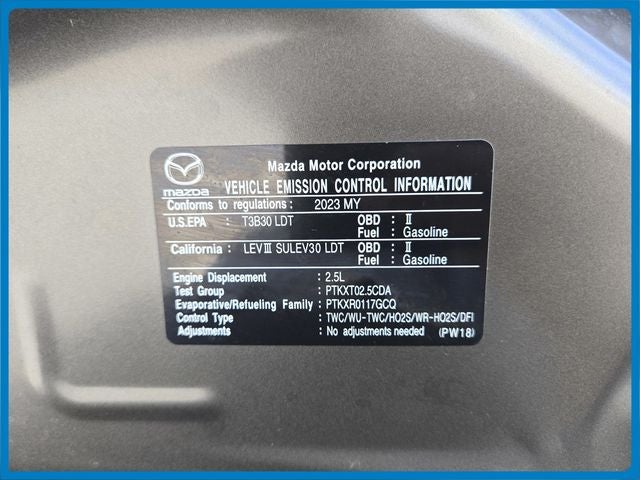 Mazda Motor Corporation
mazda
VEHICLE EMISSION CONTROL INFORMATION
Conforms to regulations : 2023 MY
U.S.EPA : T3B30 LDT OBD : II
Fuel : Gasoline
California : LEVIII SULEV30 LDT OBD : II
Fuel : Gasoline
Engine Displacement : 2.5L
Test Group : PTKXT02.5CDA
Evaporative/Refueling Family : PTKXR0117GCQ
Control Type : TWC/WU-TWC/HO2S/WR-HO2S/DFI
No adjustments needed (PW18)